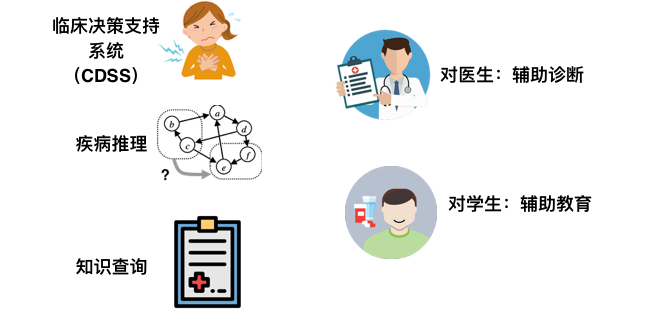 临床决策支持
系统
（CDSS）
对医生：辅助诊断
疾病推理
a
b
d
c
f
e
?
对学生：辅助教育
知识查询